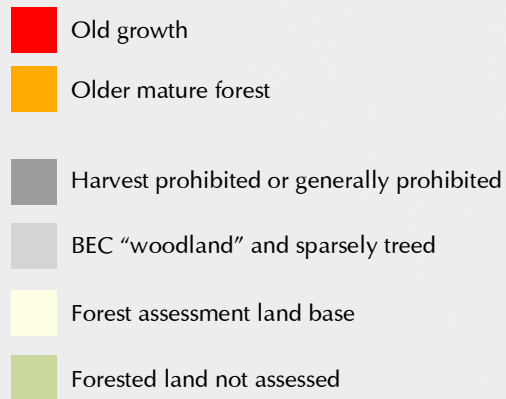 Old growth
Older mature forest
Harvest prohibited or generally prohibited
BEC “woodland” and sparsely treed
Forest assessment land base
Forested land not assessed